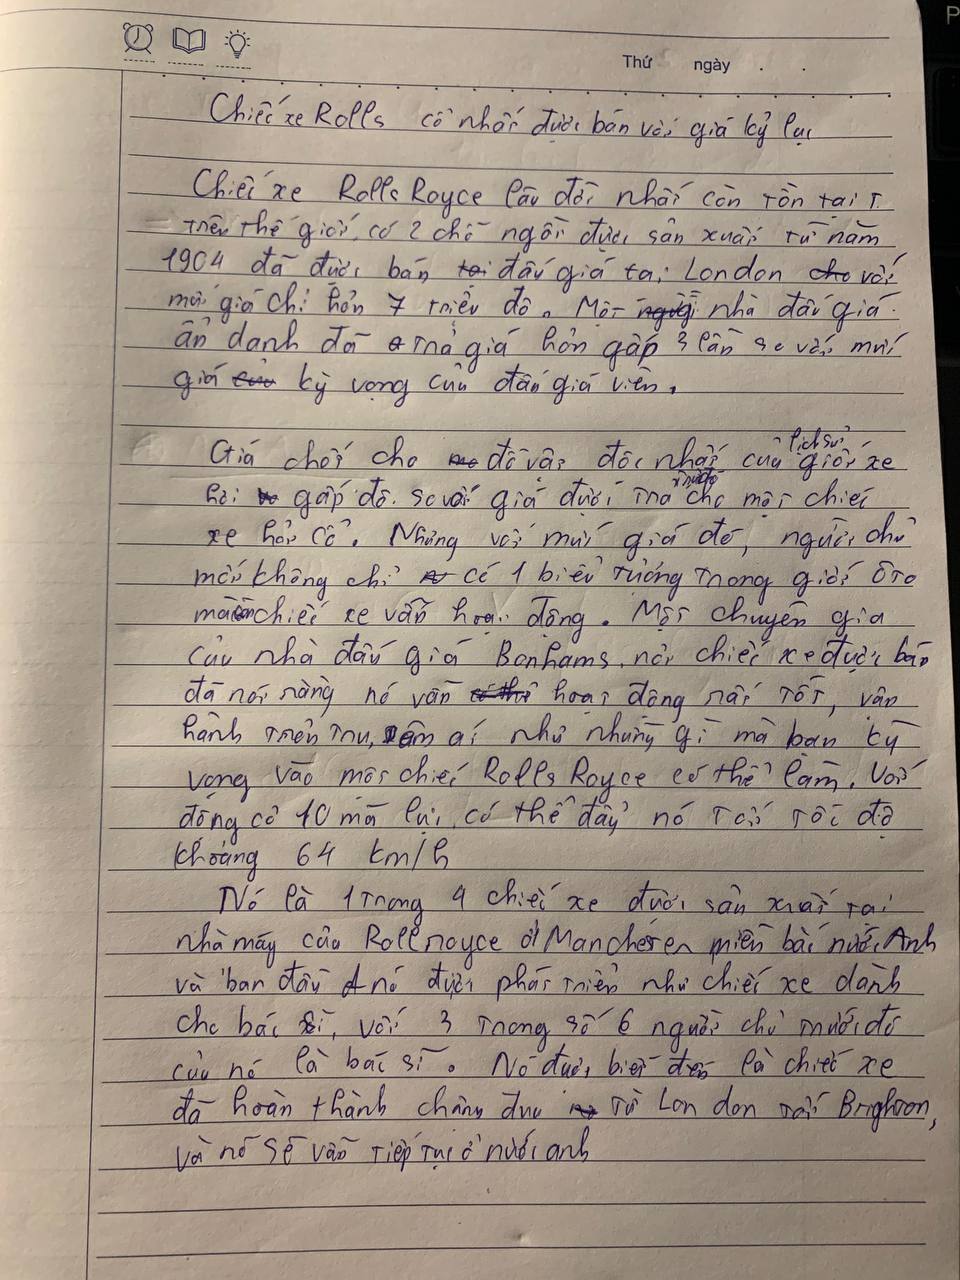 Thứ ngày . .
Chiếc xe Rolls cổ nhất được bán với giá kỷ lục
Chiếc xe Rolls Royce lâu đời nhất còn tồn tại
trên thế giới, có 2 chỗ ngồi được sản xuất từ năm
1904 đã được bán đấu giá tại London với
mức giá chỉ hơn 7 triệu đô. Một nhà đấu giá
ẩn danh đã trả giá hơn gấp 3 lần so với mức
giá kỳ vọng của đấu giá viên.
Giá chốt cho đồ vật độc nhất của lịch sử giới xe
hơi gấp đôi so với giá được trả trước đó cho một chiếc
xe hơi cổ. Nhưng với mức giá đó, người chủ
mới không chỉ có 1 biểu tượng trong giới ôto
mà chiếc xe vẫn hoạt động. Một chuyên gia
của nhà đấu giá Bonhams, nơi chiếc xe được bán
đã nói rằng nó vẫn hoạt động rất tốt, vận
hành trơn tru, êm ái như những gì mà bạn kỳ
vọng vào một chiếc Rolls Royce có thể làm. Với
động cơ 10 mã lực, có thể đẩy nó tới tốc độ
khoảng 64 km/h
Nó là 1 trong 4 chiếc xe được sản xuất tại
nhà máy của Rollroyce ở Manchester miền bắc nước Anh
và ban đầu nó được phát triển như chiếc xe dành
cho bác sĩ, với 3 trong số 6 người chủ trước đó
của nó là bác sĩ. Nó được biết đến là chiếc xe
đã hoàn thành chặng đua từ London tới Brighton,
và nó sẽ vẫn tiếp tục ở nước anh